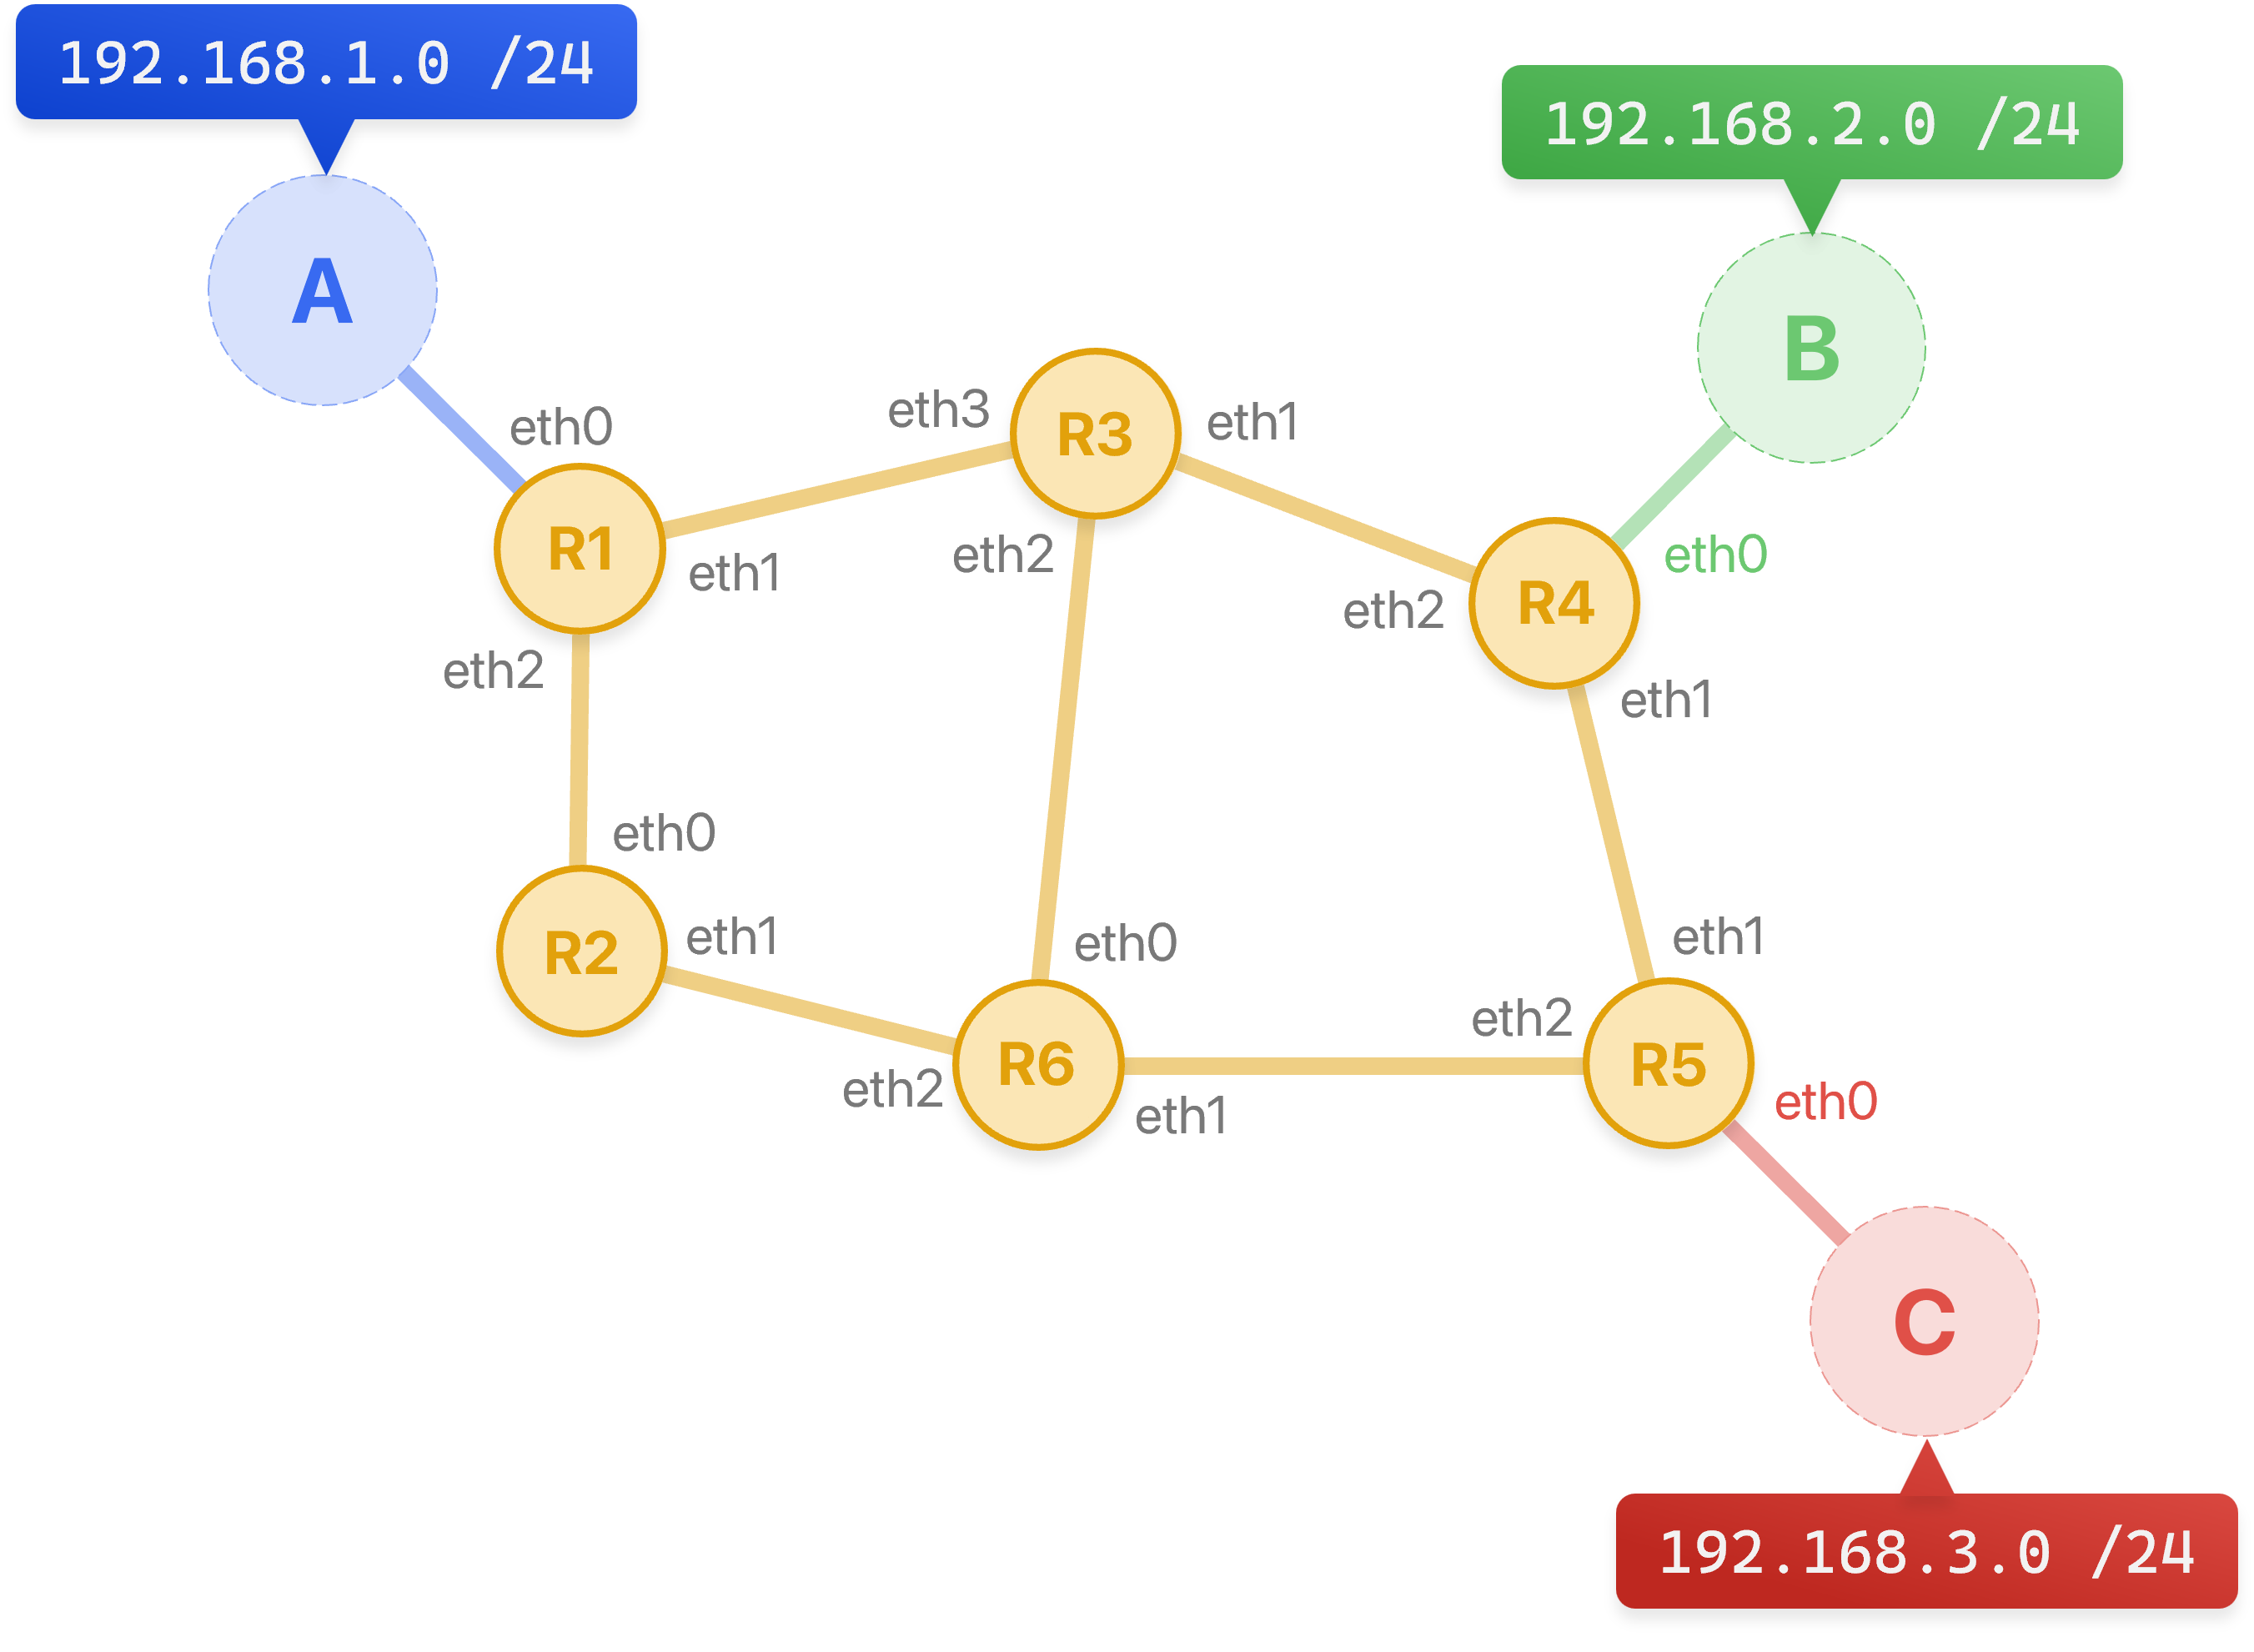 192.168.1.0 /24
192.168.2.0 /24
A
B
eth0
eth3
R3
eth1
R1
eth1
eth2
eth0
R4
eth2
eth2
eth1
eth0
R2
eth1
eth0
eth1
eth2
R6
R5
eth2
eth1
eth0
C
192.168.3.0 /24